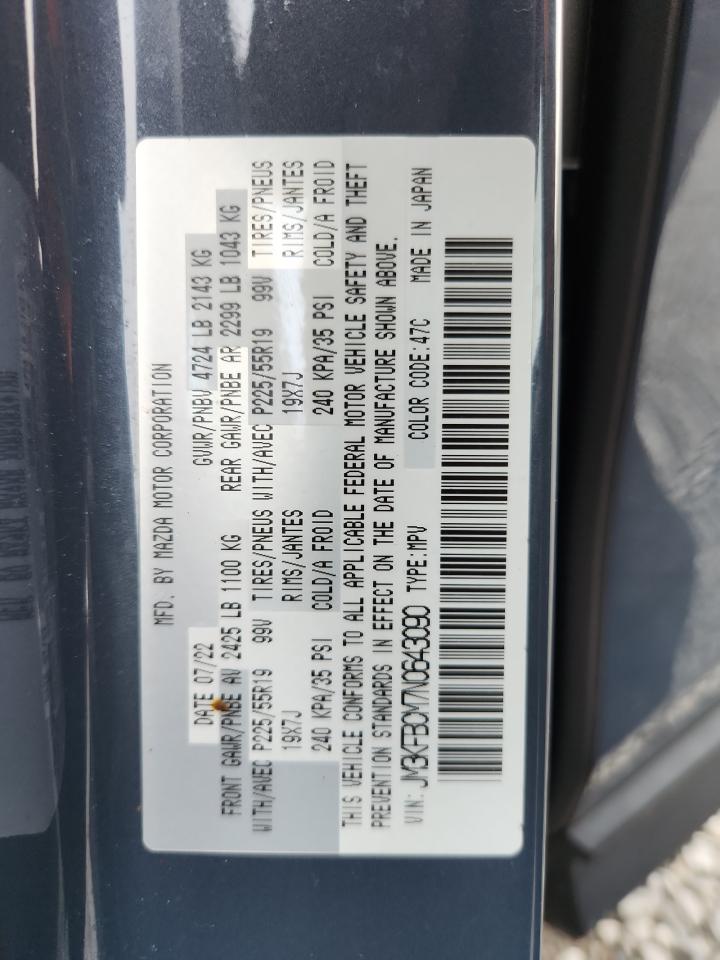 MFD. BY MAZDA MOTOR CORPORATION
DATE 07/22 GVWR/PNBV 4724 LB 2143 KG
FRONT GAWR/PNBE AV 2425 LB 1100 KG REAR GAWR/PNBE AR 2299 LB 1043 KG
WITH/AVEC P225/55R19 99V TIRES/PNEUS WITH/AVEC P225/55R19 99V TIRES/PNEUS
19X7J RIMS/JANTES 19X7J RIMS/JANTES
240 KPA/35 PSI COLD/A FROID 240 KPA/35 PSI COLD/A FROID
THIS VEHICLE CONFORMS TO ALL APPLICABLE FEDERAL MOTOR VEHICLE SAFETY AND THEFT
PREVENTION STANDARDS IN EFFECT ON THE DATE OF MANUFACTURE SHOWN ABOVE.
VIN: JM3KFBCM7N0643090 TYPE:MPV COLOR CODE:47C MADE IN JAPAN